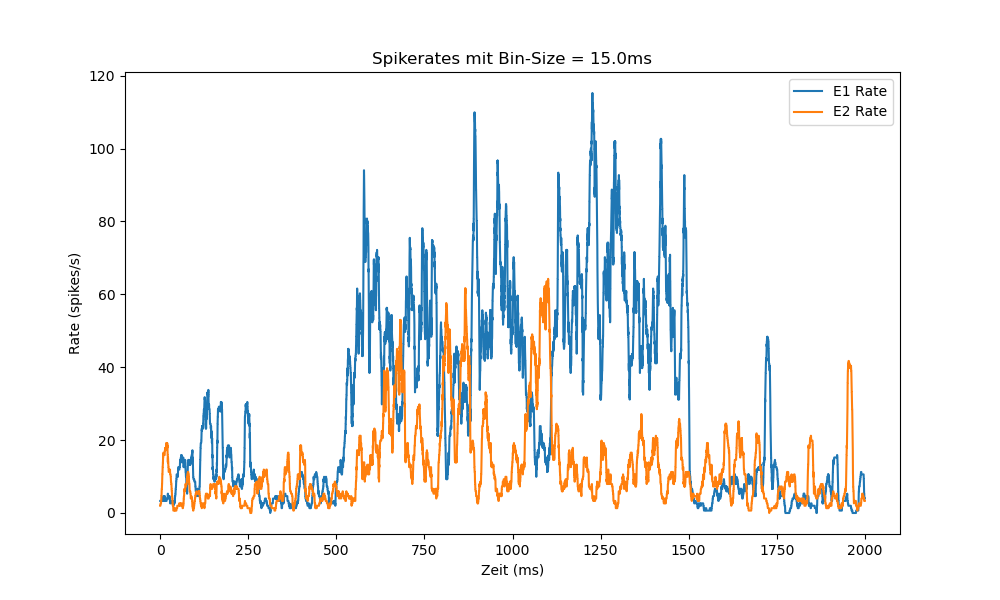 Spikerates mit Bin-Size = 15.0ms
E1 Rate
E2 Rate
Rate (spikes/s)
120
100
80
60
40
20
0
0 250 500 750 1000 1250 1500 1750 2000
Zeit (ms)